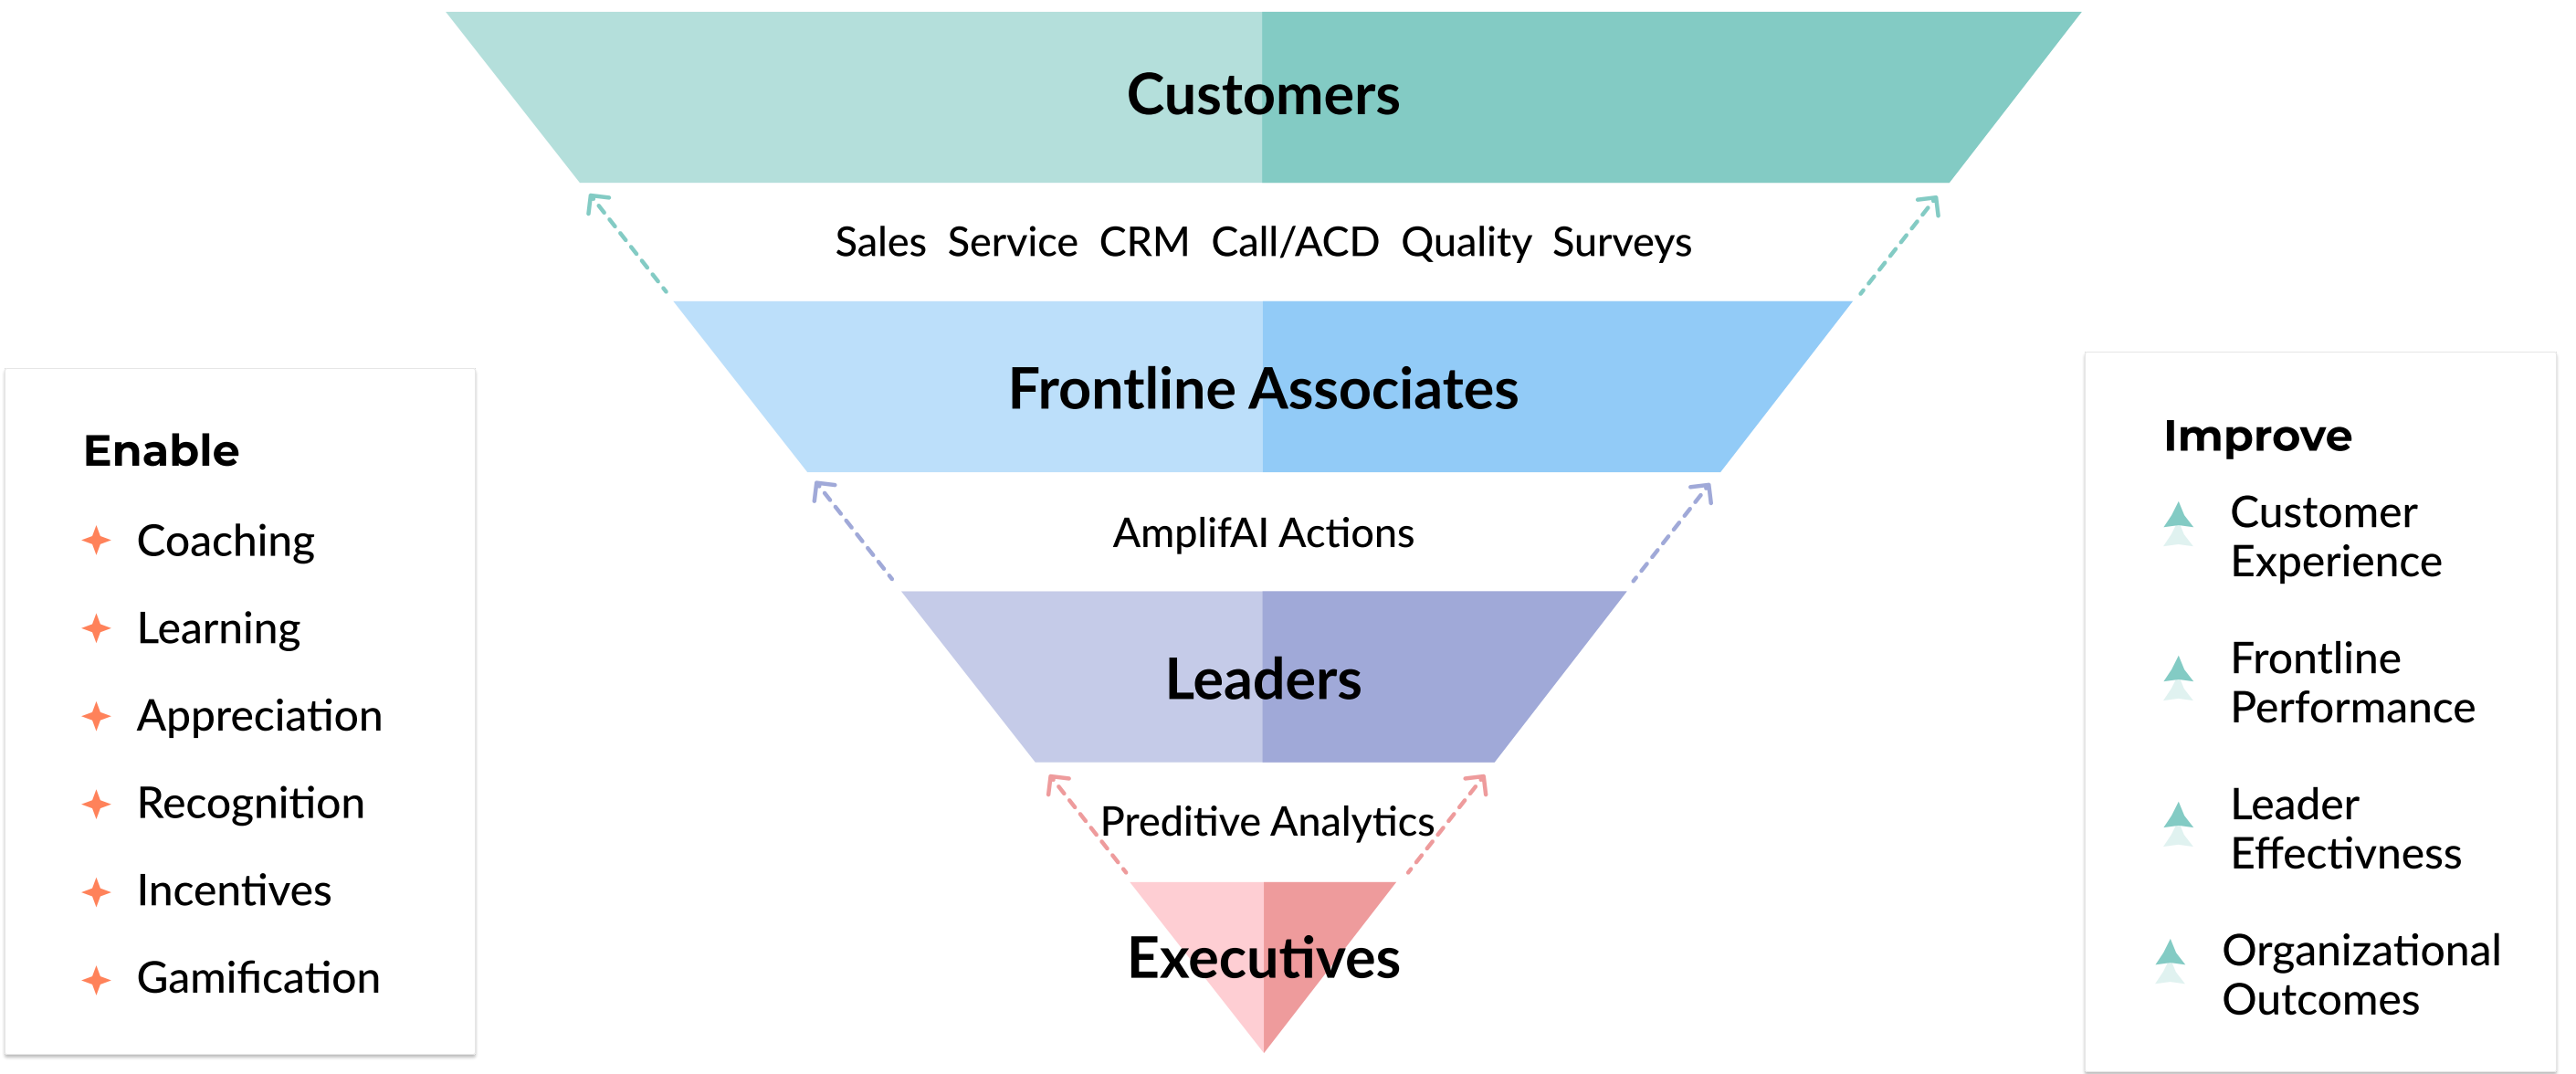 Customers
Sales Service CRM Call/ACD Quality Surveys
Frontline Associates
AmplifAI Actions
Leaders
Preditive Analytics
Executives
Enable
Coaching
Learning
Appreciation
Recognition
Incentives
Gamification
Improve
Customer
Experience
Frontline
Performance
Leader
Effectivness
Organizational
Outcomes